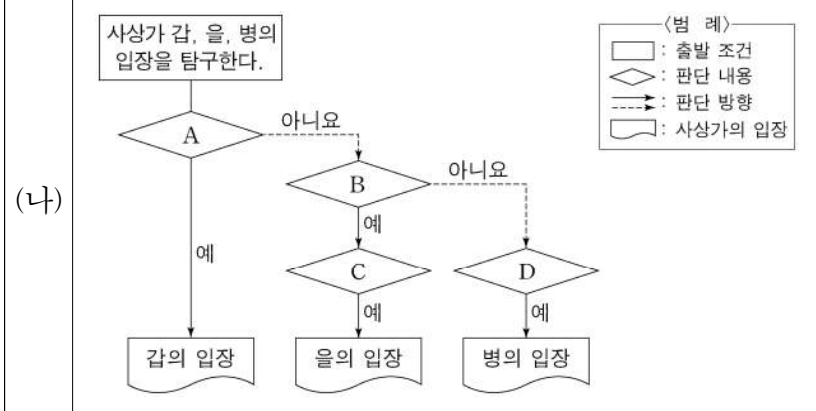 (나)
사상가 갑, 을, 병의
입장을 탐구한다.
〈범 례〉
: 출발 조건
: 판단 내용
: 판단 방향
: 사상가의 입장
A
아니요
B
아니요
예
예
C
D
예
예
갑의 입장
을의 입장
병의 입장